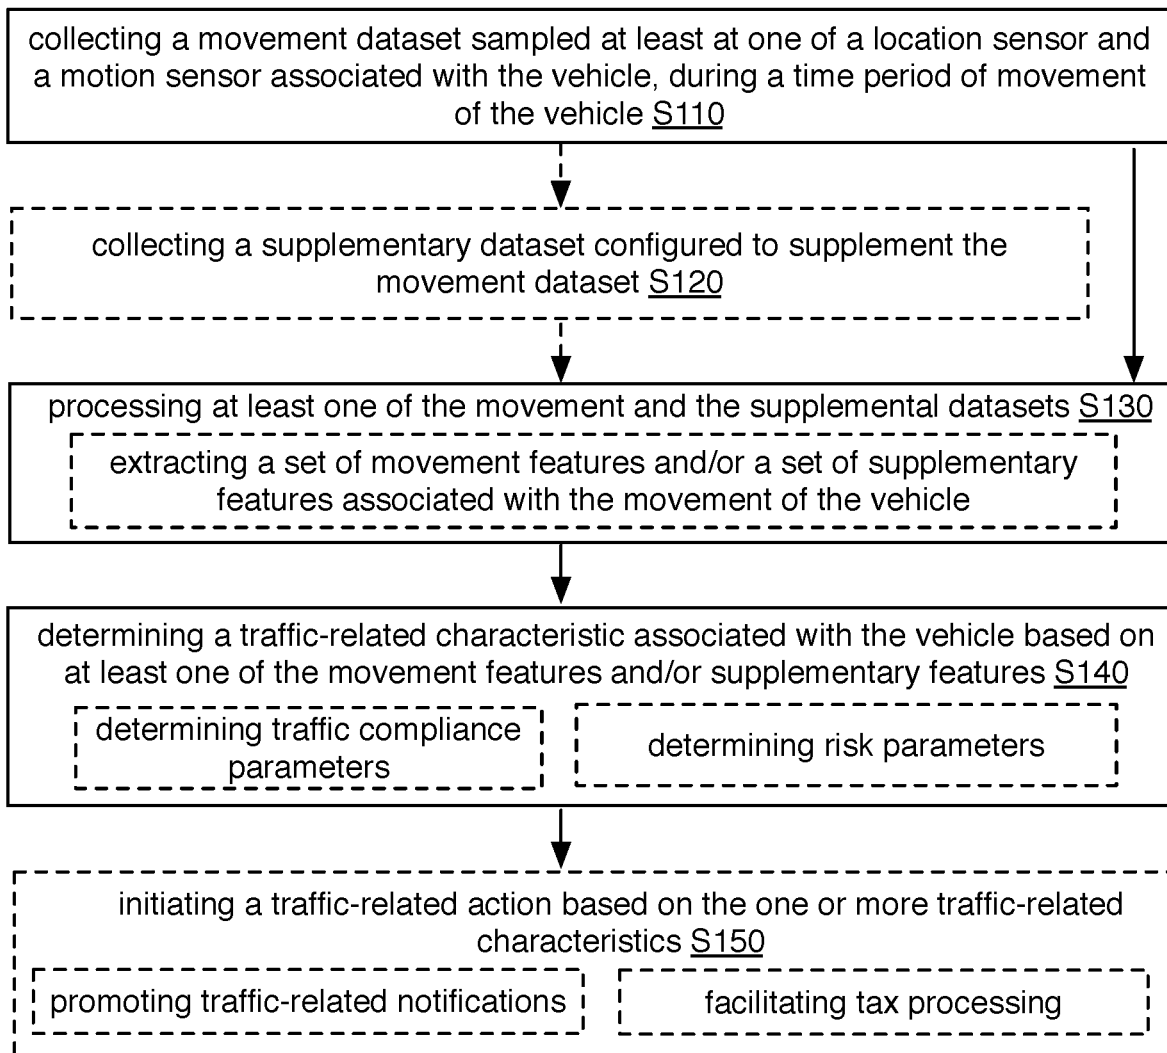 collecting a movement dataset sampled at least at one of a location sensor and
a motion sensor associated with the vehicle, during a time period of movement
of the vehicle S110
collecting a supplementary dataset configured to supplement the
movement dataset S120
processing at least one of the movement and the supplemental datasets S130
extracting a set of movement features and/or a set of supplementary
features associated with the movement of the vehicle
determining a traffic-related characteristic associated with the vehicle based on
at least one of the movement features and/or supplementary features S140
determining traffic compliance
parameters
determining risk parameters
initiating a traffic-related action based on the one or more traffic-related
characteristics S150
promoting traffic-related notifications
facilitating tax processing